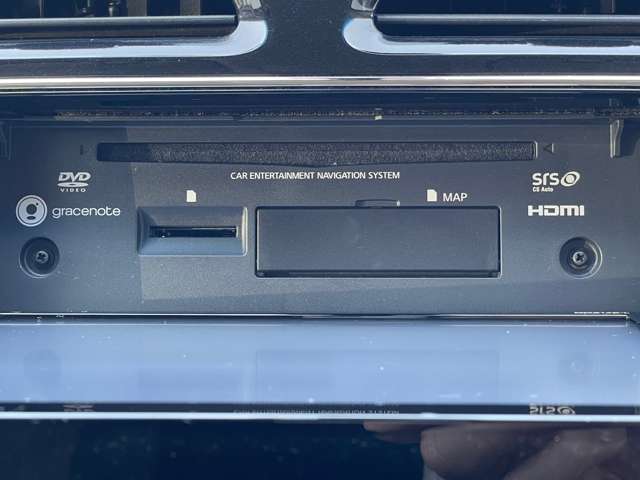 DVD
VIDEO
CAR ENTERTAINMENT NAVIGATION SYSTEM
SRS
CS Auto
gracenote
MAP
HDMI